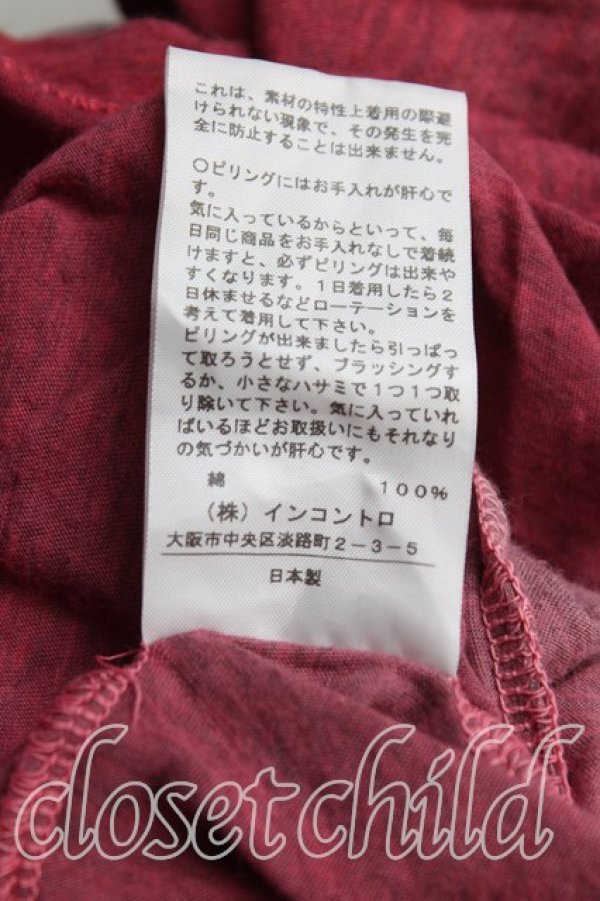 これは、素材の特性上着用の際避
けられない現象で、その発生を完
全に防止することは出来ません。
○ピリングにはお手入れが肝心で
す。
気に入っているからといって、毎
日同じ商品をお手入れなしで着続
けますと、必ずピリングは出来や
すくなります。1日着用したら2
日休ませるなどローテーションを
考えて着用して下さい。
ピリングが出来ましたら引っぱっ
て取ろうとせず、ブラッシングす
るか、小さなハサミで1つ1つ取
り除いて下さい。気に入っていれ
ばいるほどお取扱いにもそれなり
の気づかいが肝心です。
綿 100%
(株)インコントロ
大阪市中央区淡路町2-3-5
日本製
closet child